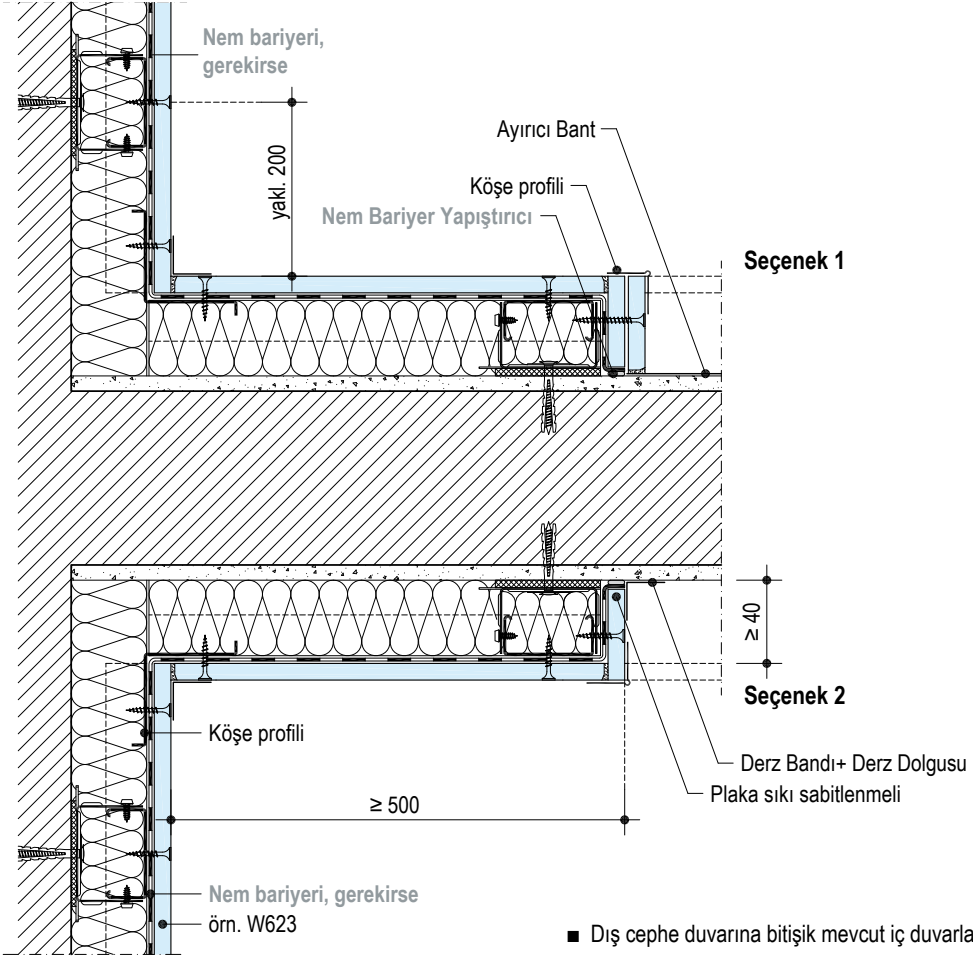 Nem bariyeri,
gerekirse
Ayırıcı Bant
yakl. 200
Köşe profili
Nem Bariyer Yapıştırıcı
Seçenek 1
≥ 40
Seçenek 2
Köşe profili
Derz Bandı+ Derz Dolgusu
Plaka sıkı sabitlenmeli
≥ 500
Nem bariyeri, gerekirse
örn. W623
■ Dış cephe duvarına bitişik mevcut iç duvarla